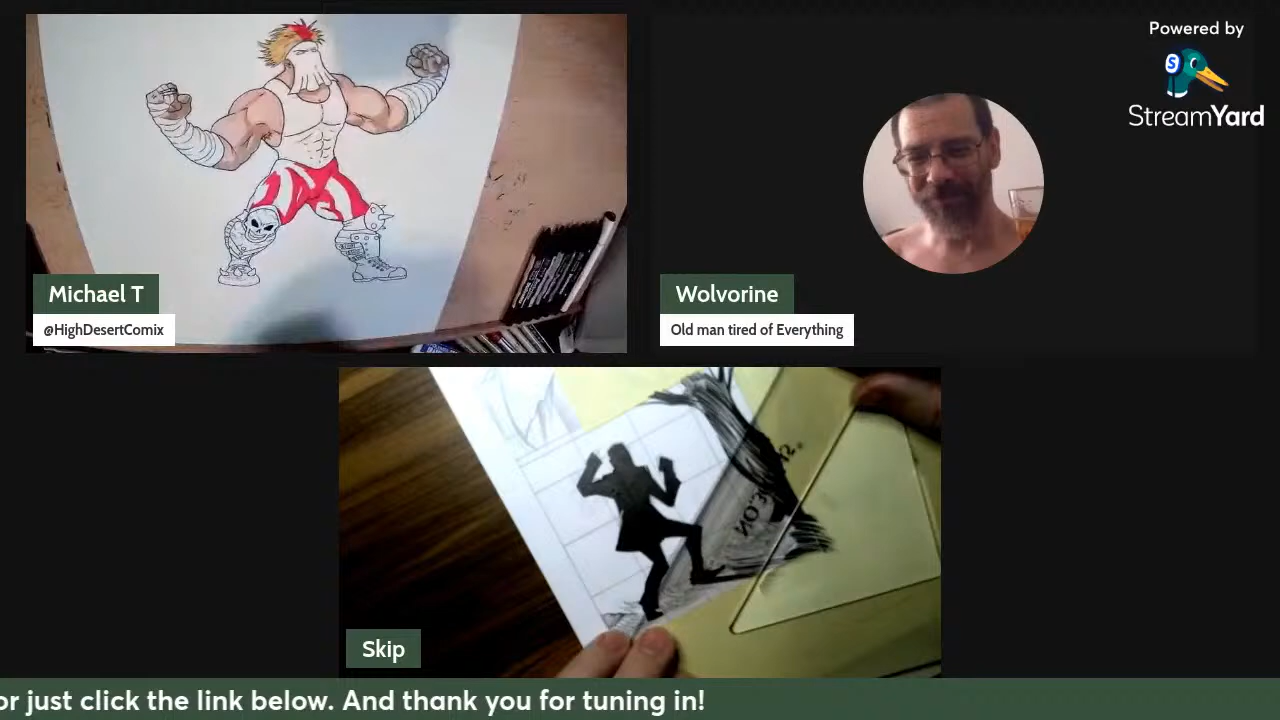 Powered by
S
StreamYard
Michael T
@HighDesertComix
Wolvorine
Old man tired of Everything
Skip
or just click the link below. And thank you for tuning in!